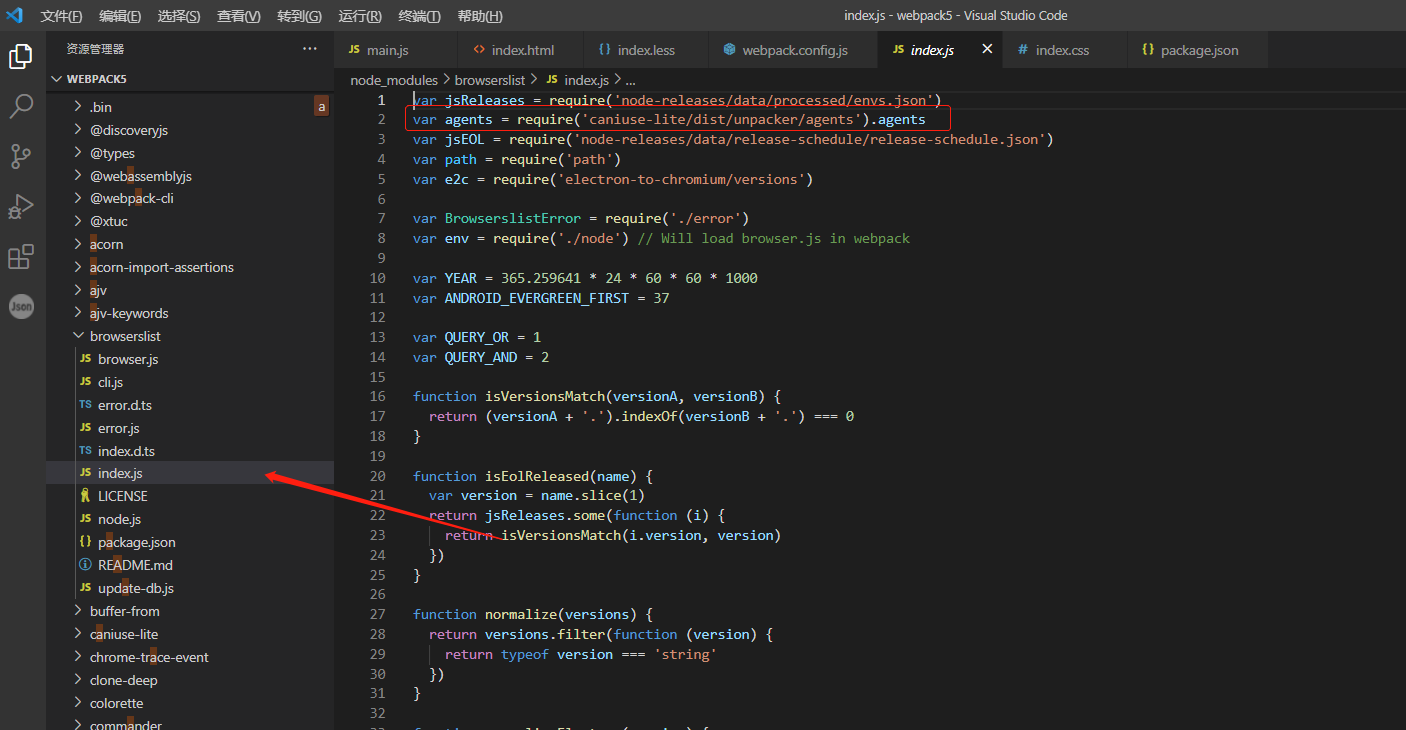 文件(F) 编辑(E) 选择(S) 查看(V) 转到(G) 运行(R) 终端(T) 帮助(H) index.js - webpack5 - Visual Studio Code
资源管理器 ···
WEBPACK5
.bin a
@discoveryjs
@types
@webassemblyjs
@webpack-cli
@xtuc
acorn
acorn-import-assertions
ajv
ajv-keywords
browserslist
JS browser.js
JS cli.js
TS error.d.ts
JS error.js
TS index.d.ts
JS index.js
LICENSE
JS node.js
{} package.json
README.md
JS update-db.js
buffer-from
caniuse-lite
chrome-trace-event
clone-deep
colorette
commander
Json
JS main.js <> index.html {} index.less webpack.config.js JS index.js # index.css {} package.json
node_modules > browserslist > JS index.js > ...
1 var jsReleases = require('node-releases/data/processed/envs.json')
2 var agents = require('caniuse-lite/dist/unpacker/agents').agents
3 var jsEOL = require('node-releases/data/release-schedule/release-schedule.json')
4 var path = require('path')
5 var e2c = require('electron-to-chromium/versions')
6
7 var BrowserslistError = require('./error')
8 var env = require('./node') // Will load browser.js in webpack
9
10 var YEAR = 365.259641 * 24 * 60 * 60 * 1000
11 var ANDROID_EVERGREEN_FIRST = 37
12
13 var QUERY_OR = 1
14 var QUERY_AND = 2
15
16 function isVersionsMatch(versionA, versionB) {
17 return (versionA + '.').indexOf(versionB + '.') === 0
18 }
19
20 function isEolReleased(name) {
21 var version = name.slice(1)
22 return jsReleases.some(function (i) {
23 return isVersionsMatch(i.version, version)
24 })
25 }
26
27 function normalize(versions) {
28 return versions.filter(function (version) {
29 return typeof version === 'string'
30 })
31 }
32